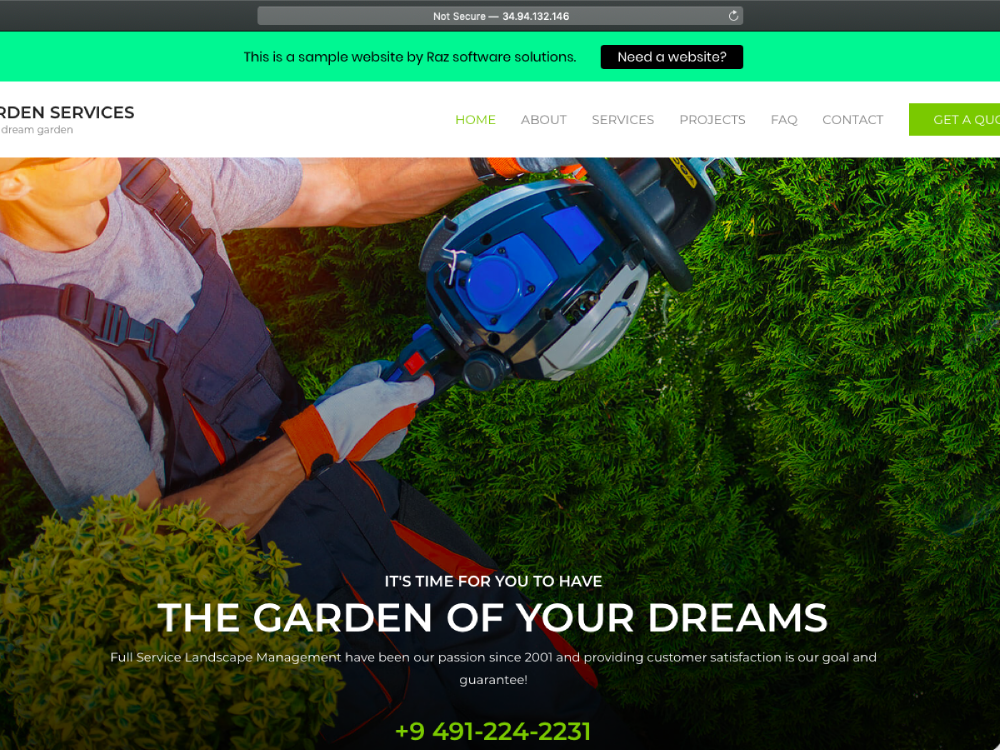 Not Secure — 34.94.132.146
This is a sample website by Raz software solutions. Need a website?
RDEN SERVICES
dream garden
HOME ABOUT SERVICES PROJECTS FAQ CONTACT GET A QUO
IT'S TIME FOR YOU TO HAVE
THE GARDEN OF YOUR DREAMS
Full Service Landscape Management have been our passion since 2001 and providing customer satisfaction is our goal and
guarantee!
+9 491-224-2231